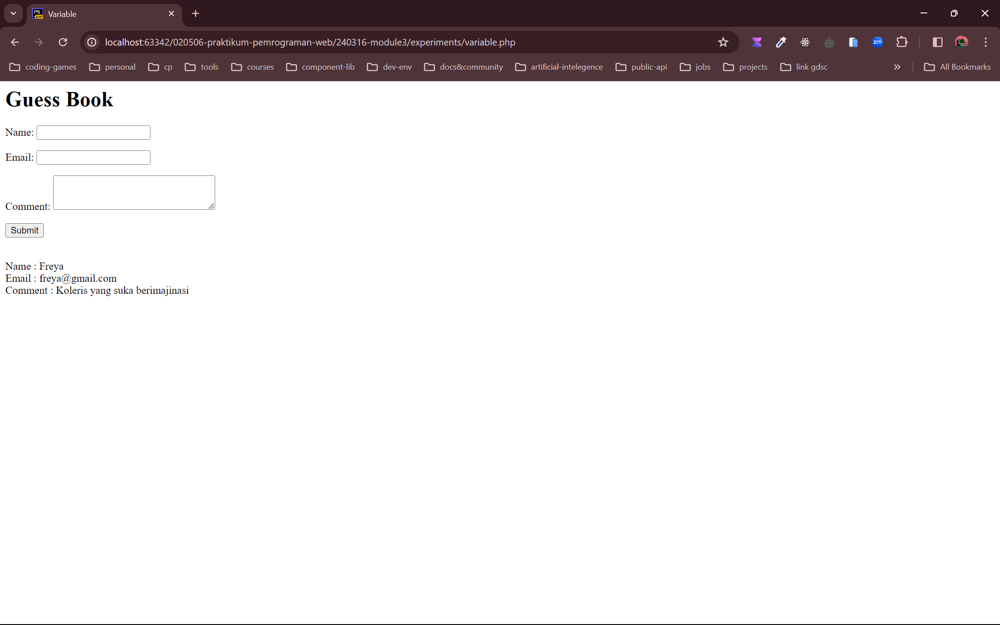 Variable
localhost:63342/020506-praktikum-pemrograman-web/240316-module3/experiments/variable.php
zm
coding-games personal cp tools courses component-lib dev-env docs&community artificial-intelegence public-api jobs projects link gdsc All Bookmarks
Guess Book
Name:
Email:
Comment:
Submit
Name : Freya
Email : freya@gmail.com
Comment : Koleris yang suka berimajinasi